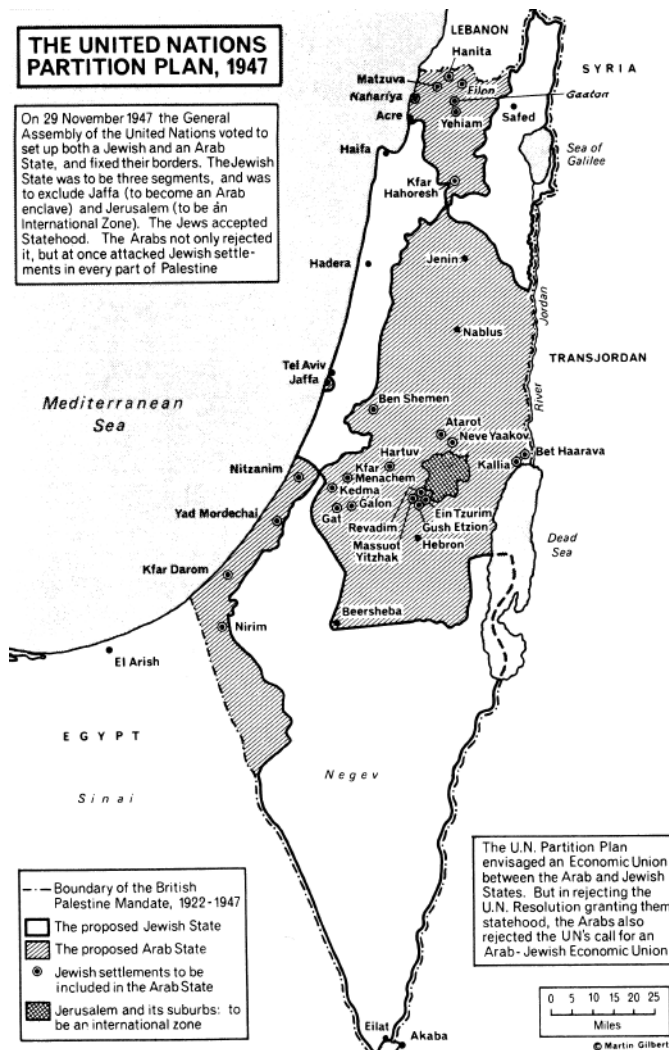 THE UNITED NATIONS
PARTITION PLAN, 1947
On 29 November 1947 the General
Assembly of the United Nations voted to
set up both a Jewish and an Arab
State, and fixed their borders. The Jewish
State was to be three segments, and was
to exclude Jaffa (to become an Arab
enclave) and Jerusalem (to be án
International Zone). The Jews accepted
Statehood. The Arabs not only rejected
it, but at once attacked Jewish settle-
ments in every part of Palestine
LEBANON
Hanita
Matzuva
Eilon
SYRIA
Nahariya
Gaaton
Acre
Yehiam
Safed
Haifa
Sea of
Galilee
Kfar
Hahoresh
Hadera
Jenin
Jordan
Nablus
Tel Aviv
Jaffa
TRANSJORDAN
River
Mediterranean
Sea
Ben Shemen
Atarot
Neve Yaakov
Hartuv
Bet Haarava
Nitzanim
Kfar
Menachem
Kallia
Kedma
Yad Mordechai
Gat
Galon
Revadim
Ein Tzurim
Gush Etzion
Massuot
Yitzhak
Hebron
Dead
Sea
Kfar Darom
Beersheba
Nirim
El Arish
EGYPT
Sinai
Negev
Boundary of the British
Palestine Mandate, 1922-1947
The proposed Jewish State
The proposed Arab State
Jewish settlements to be
included in the Arab State
Jerusalem and its suburbs: to
be an international zone
The U.N. Partition Plan
envisaged an Economic Union
between the Arab and Jewish
States. But in rejecting the
U.N. Resolution granting them
statehood, the Arabs also
rejected the UN's call for an
Arab-Jewish Economic Union
0 5 10 15 20 25
Miles
Eilat
Akaba
© Martin Gilbert